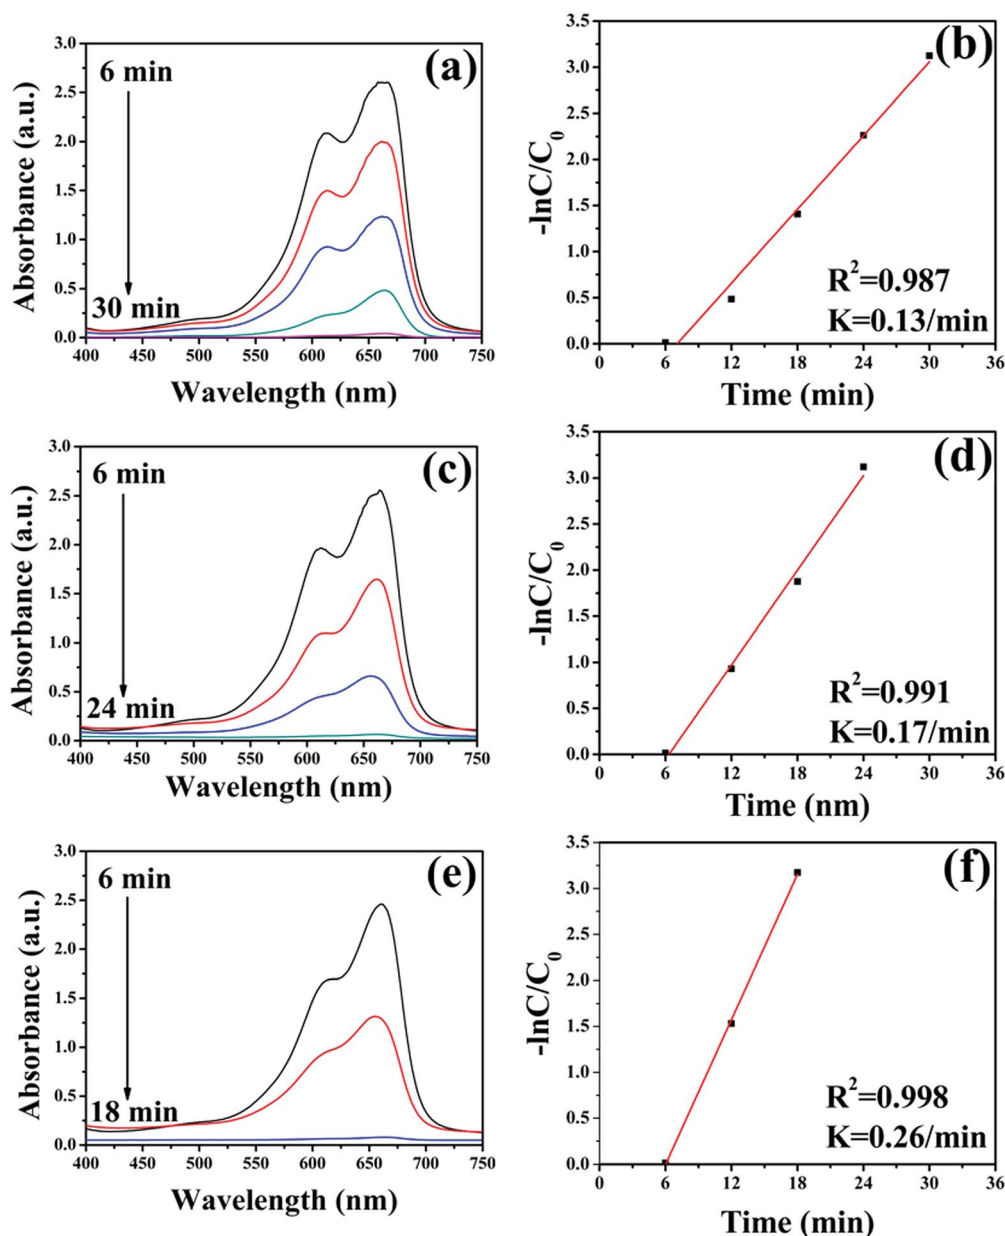 (a)
6 min
30 min
Absorbance (a.u.)
3.0
2.5
2.0
1.5
1.0
0.5
0.0
400 450 500 550 600 650 700 750
Wavelength (nm)
(b)
-lnC/C0
3.5
3.0
2.5
2.0
1.5
1.0
0.5
0.0
R²=0.987
K=0.13/min
0 6 12 18 24 30 36
Time (min)
(c)
6 min
24 min
Absorbance (a.u.)
3.0
2.5
2.0
1.5
1.0
0.5
0.0
400 450 500 550 600 650 700 750
Wavelength (nm)
(d)
-lnC/C0
3.5
3.0
2.5
2.0
1.5
1.0
0.5
0.0
R²=0.991
K=0.17/min
0 6 12 18 24 30 36
Time (nm)
(e)
6 min
18 min
Absorbance (a.u.)
3.0
2.5
2.0
1.5
1.0
0.5
0.0
400 450 500 550 600 650 700 750
Wavelength (nm)
(f)
-lnC/C0
3.5
3.0
2.5
2.0
1.5
1.0
0.5
0.0
R²=0.998
K=0.26/min
0 6 12 18 24 30 36
Time (min)